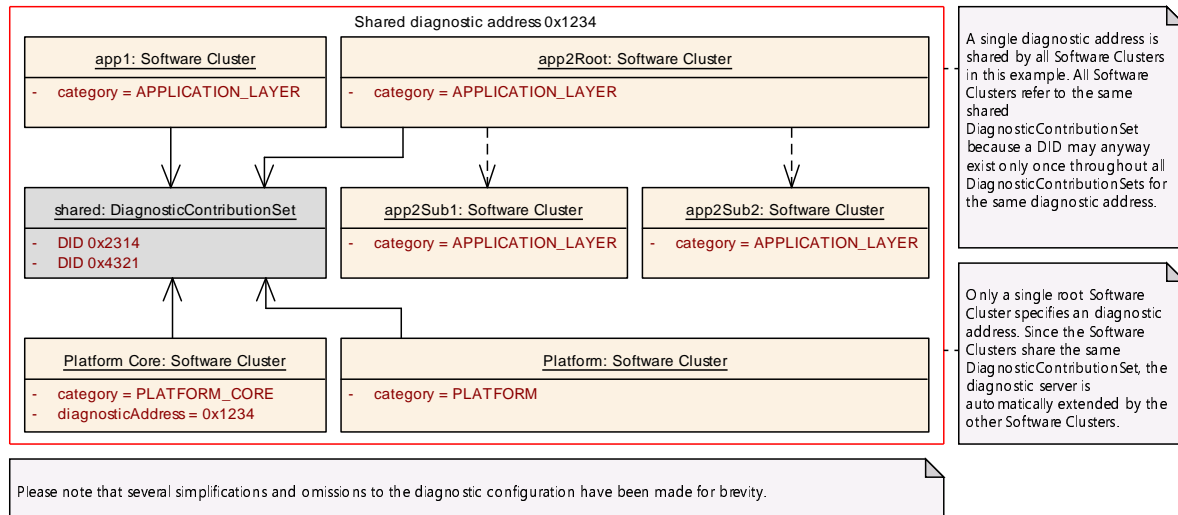 Shared diagnostic address 0x1234
app1: Software Cluster
- category = APPLICATION_LAYER
app2Root: Software Cluster
- category = APPLICATION_LAYER
shared: DiagnosticContributionSet
- DID 0x2314
- DID 0x4321
app2Sub1: Software Cluster
- category = APPLICATION_LAYER
app2Sub2: Software Cluster
- category = APPLICATION_LAYER
Platform Core: Software Cluster
- category = PLATFORM_CORE
- diagnosticAddress = 0x1234
Platform: Software Cluster
- category = PLATFORM
A single diagnostic address is
shared by all Software Clusters
in this example. All Software
Clusters refer to the same
shared
DiagnosticContributionSet
because a DID may anyway
exist only once throughout all
DiagnosticContributionSets for
the same diagnostic address.
Only a single root Software
Cluster specifies an diagnostic
address. Since the Software
Clusters share the same
DiagnosticContributionSet, the
diagnostic server is
automatically extended by the
other Software Clusters.
Please note that several simplifications and omissions to the diagnostic configuration have been made for brevity.